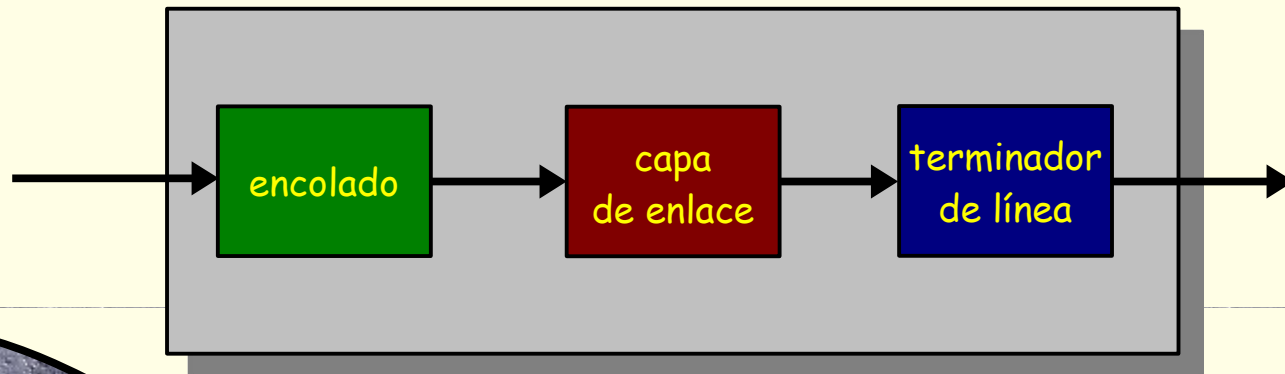 encolado
capa
de enlace
terminador
de línea